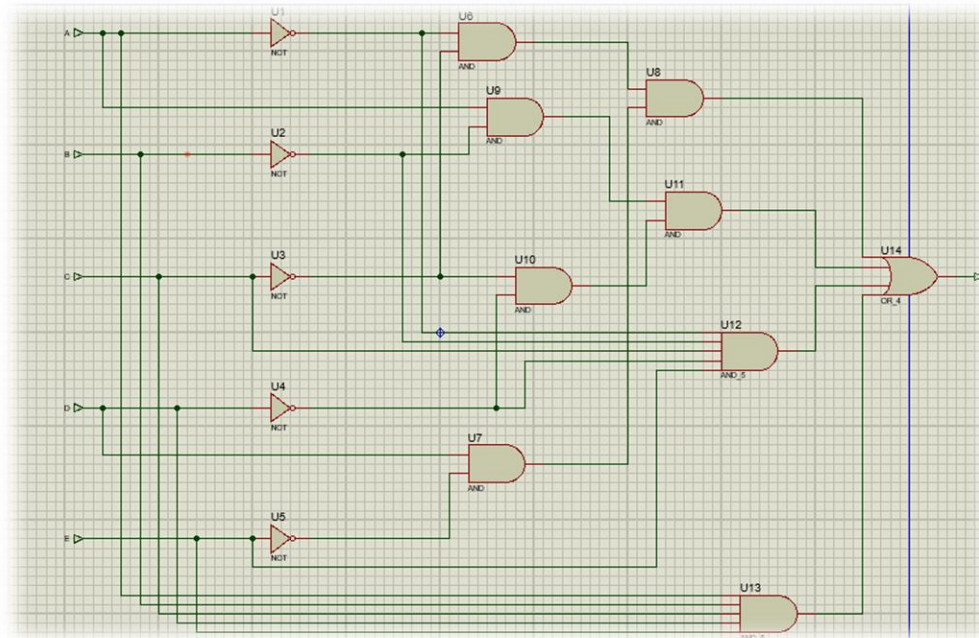 U1
U6
A
NOT
AND
U8
U9
AND
AND
U2
B
NOT
U11
AND
U3
U10
U14
C
NOT
AND
OR_4
U12
AND_5
U4
D
NOT
U7
AND
U5
E
NOT
U13